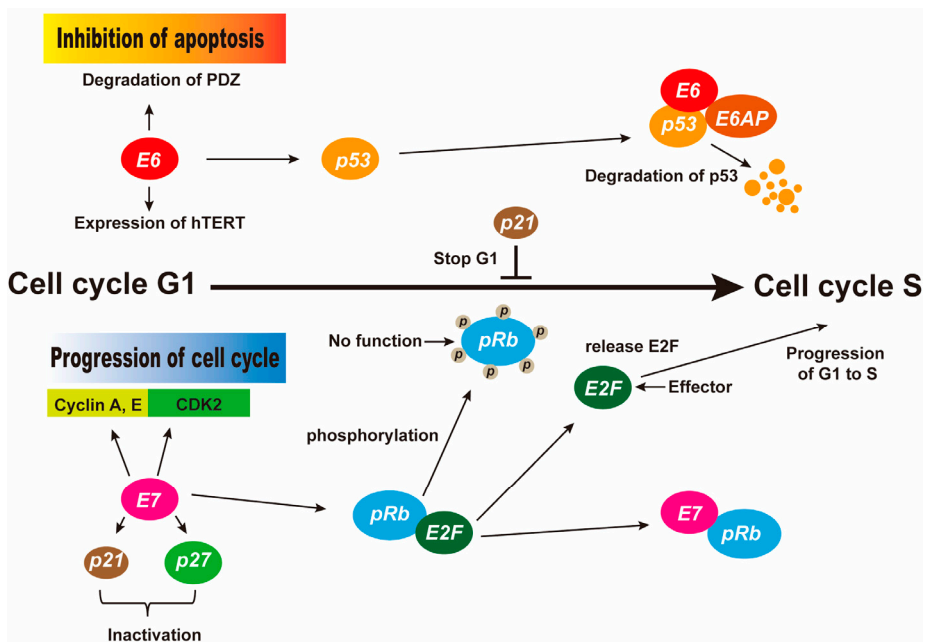 Inhibition of apoptosis
Degradation of PDZ
E6
p53
E6
p53
E6AP
Degradation of p53
Expression of hTERT
p21
Stop G1
Cell cycle G1
Cell cycle S
Progression of cell cycle
No function
pRb
p
p
p
p
p
p
release E2F
E2F
Effector
Progression
of G1 to S
Cyclin A, E
CDK2
phosphorylation
E7
pRb
E2F
E7
pRb
p21
p27
Inactivation